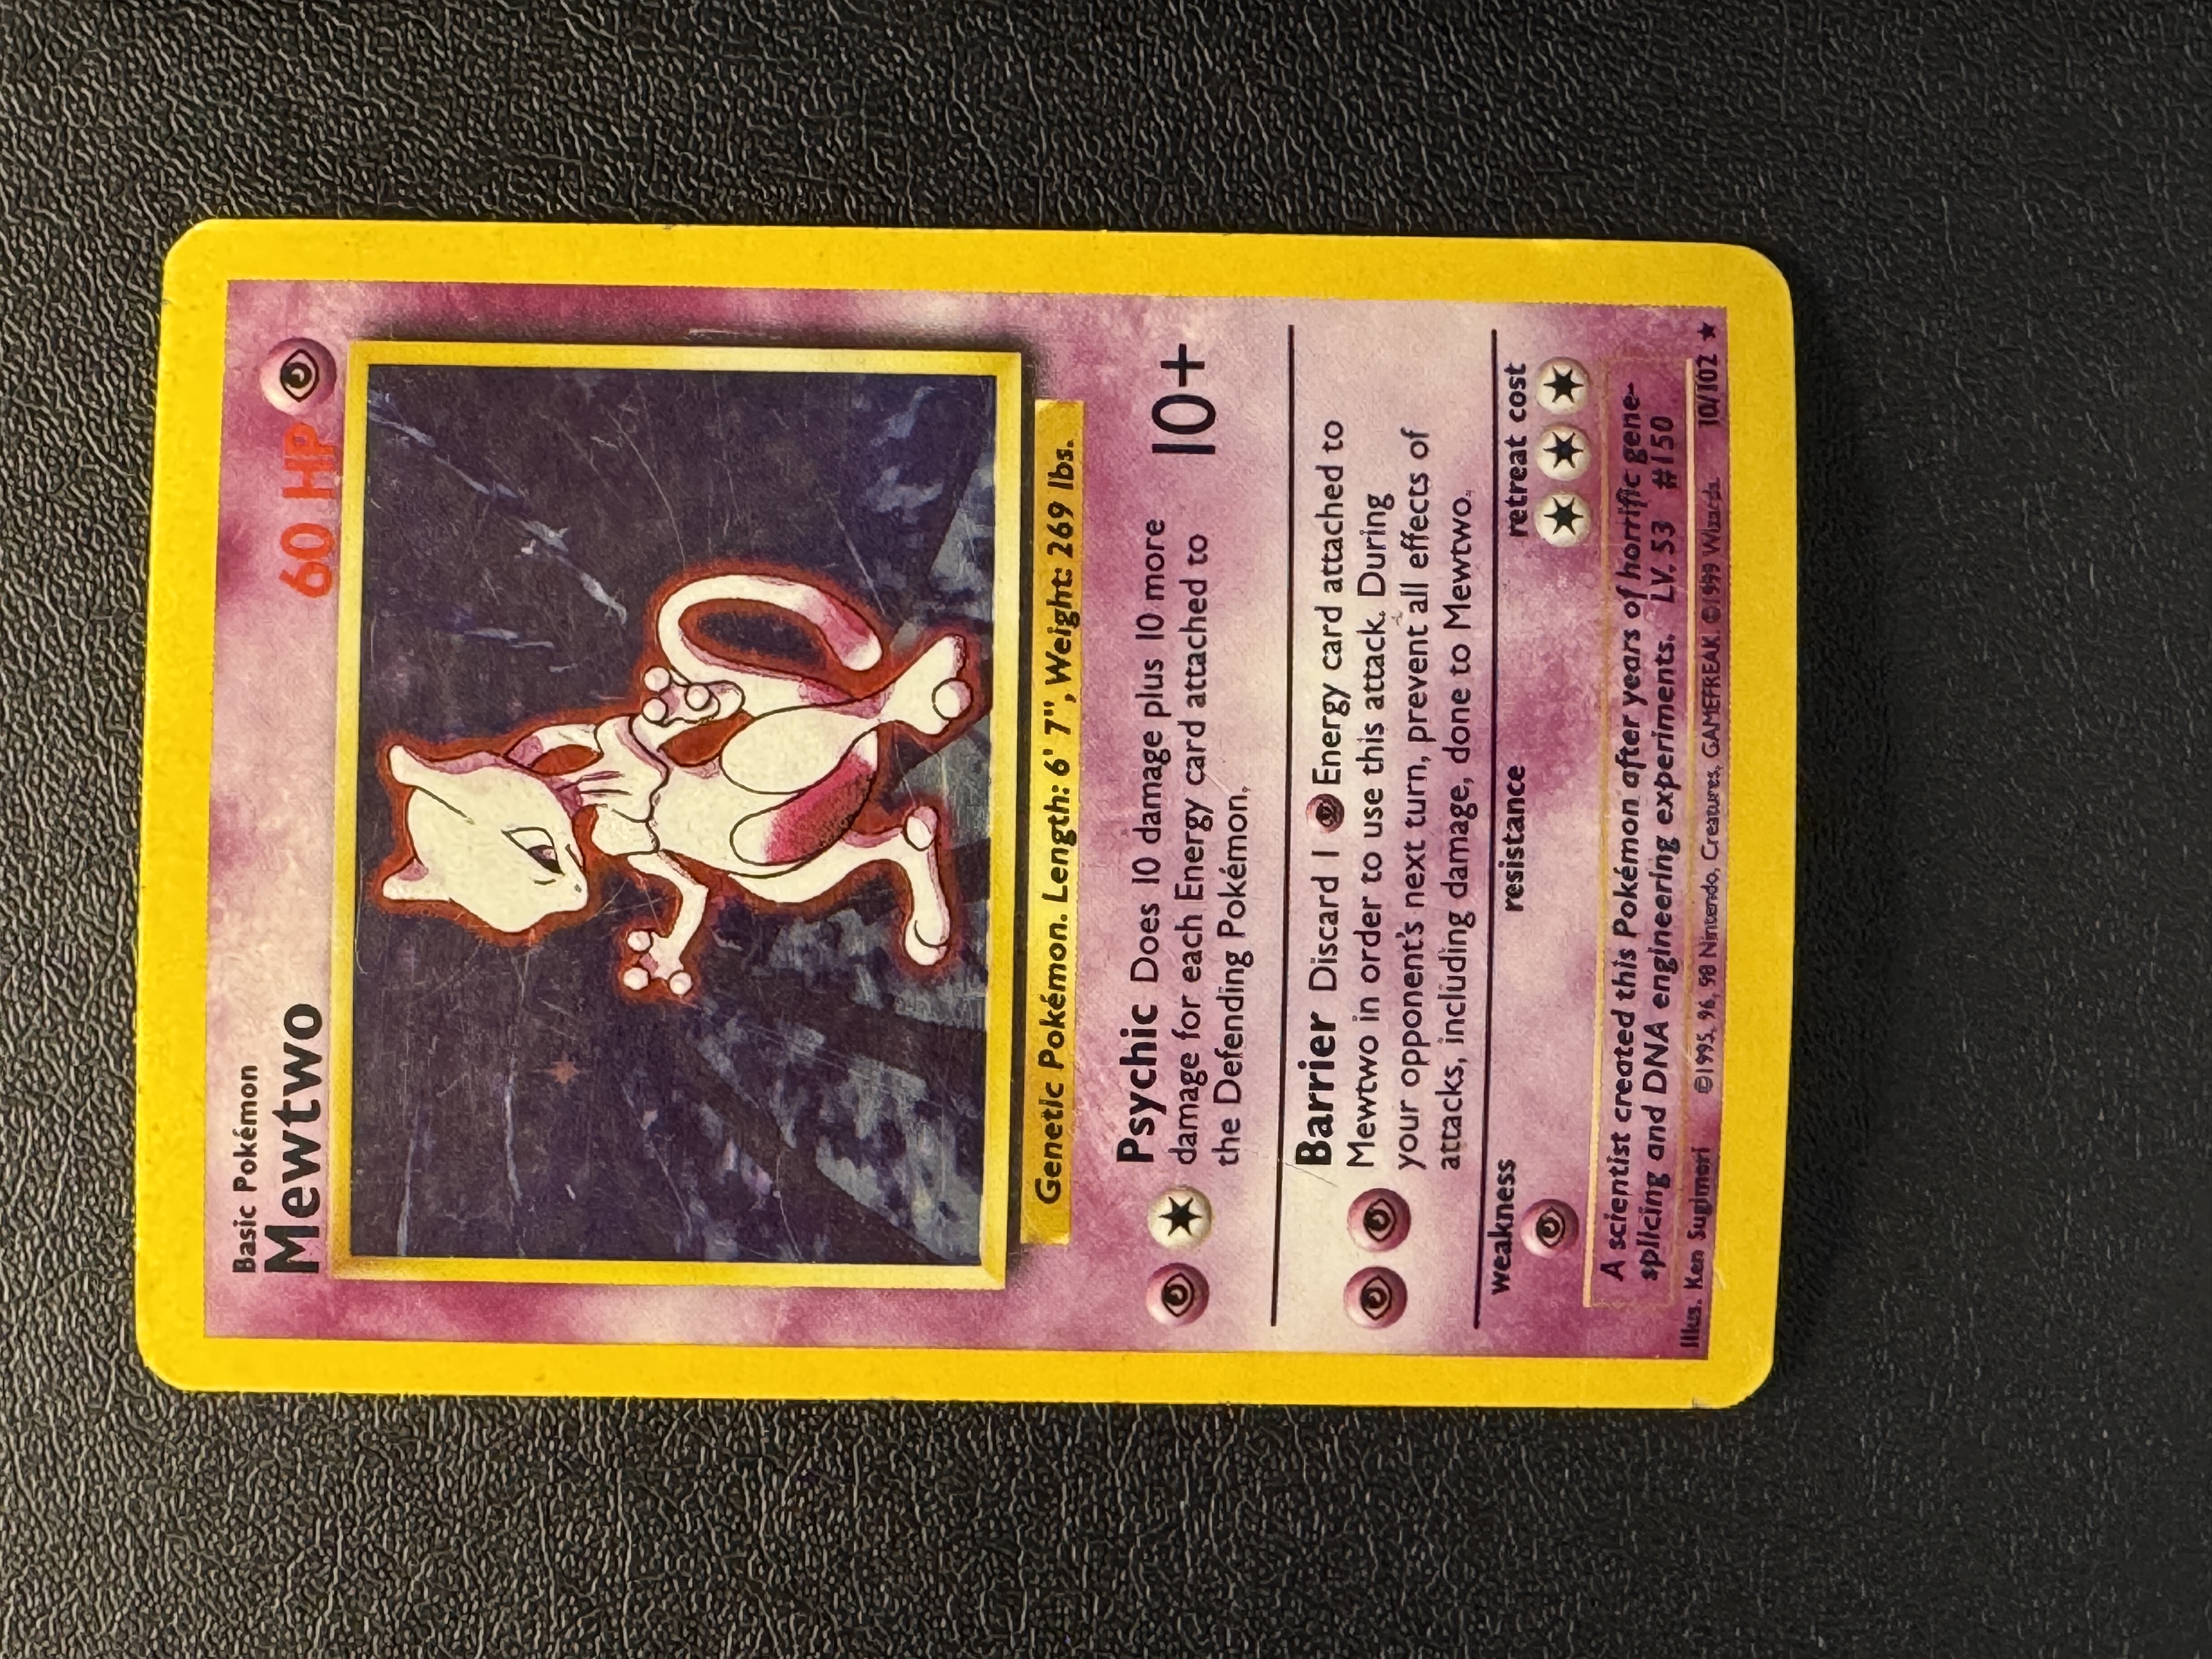 Basic Pokémon
Mewtwo 60 HP
Genetic Pokémon. Length: 6' 7", Weight: 269 lbs.
Psychic Does 10 damage plus 10 more
damage for each Energy card attached to
the Defending Pokémon.
10+
Barrier Discard 1 Energy card attached to
Mewtwo in order to use this attack. During
your opponent's next turn, prevent all effects of
attacks, including damage, done to Mewtwo.
weakness resistance retreat cost
A scientist created this Pokémon after years of horrific gene-
splicing and DNA engineering experiments. LV. 53 #150
Illus. Ken Sugimori ©1995, 96, 98 Nintendo, Creatures, GAMEFREAK. ©1999 Wizards. 10/102 ★